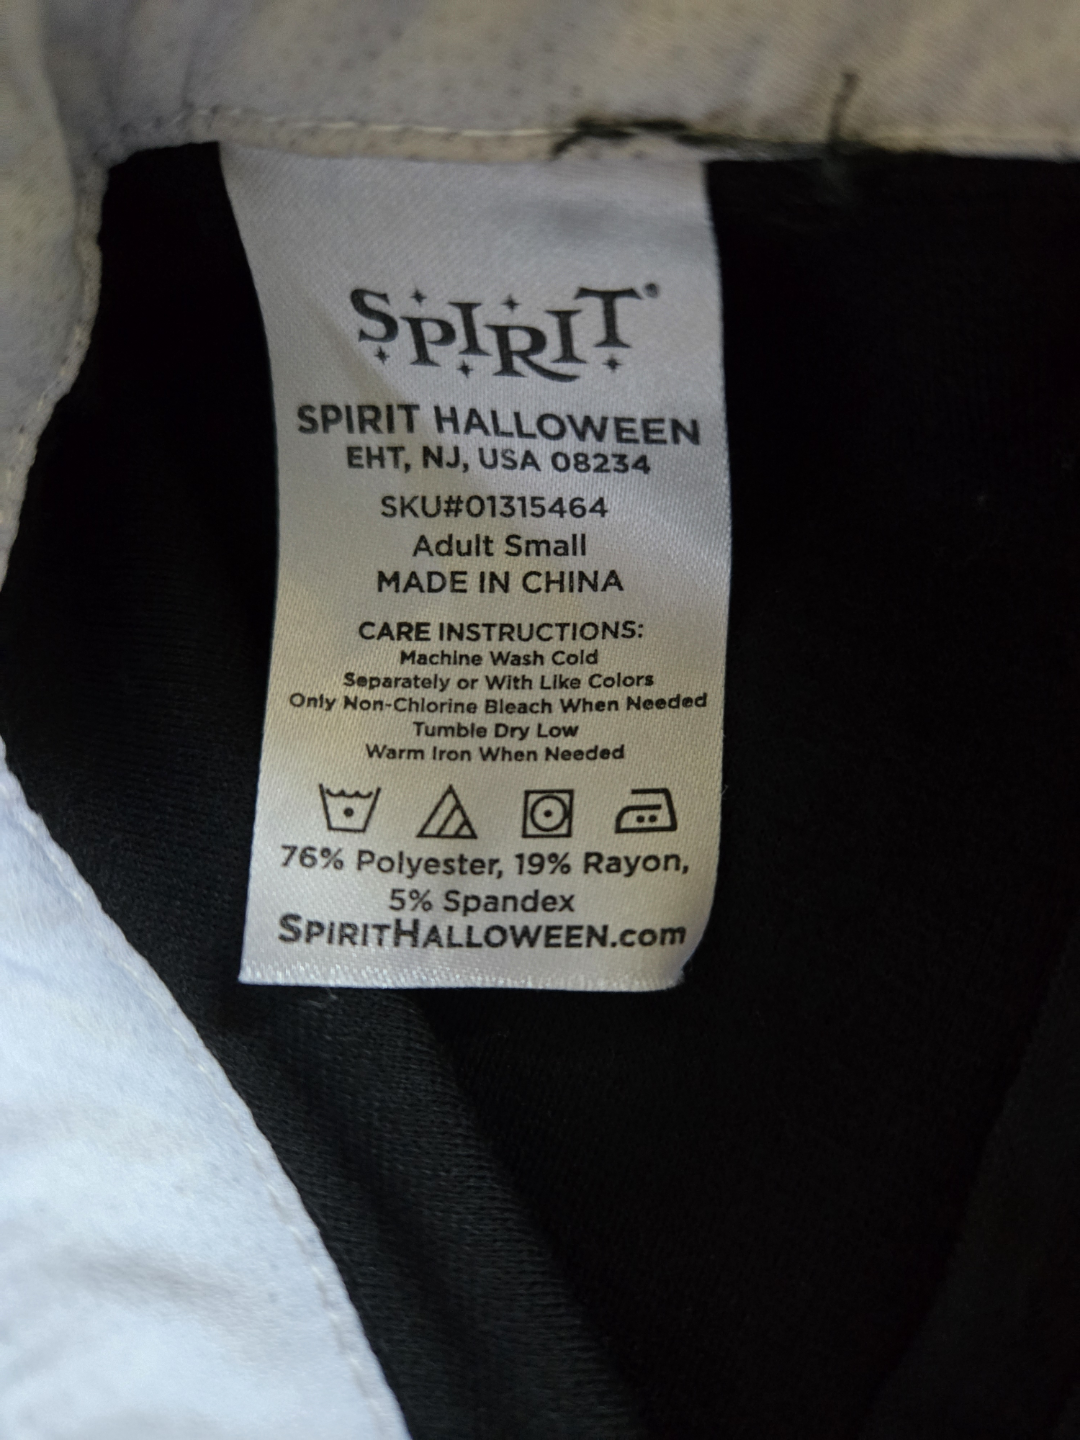 SPIRIT®
SPIRIT HALLOWEEN
EHT, NJ, USA 08234
SKU#01315464
Adult Small
MADE IN CHINA
CARE INSTRUCTIONS:
Machine Wash Cold
Separately or With Like Colors
Only Non-Chlorine Bleach When Needed
Tumble Dry Low
Warm Iron When Needed
76% Polyester, 19% Rayon,
5% Spandex
SPIRITHALLOWEEN.com